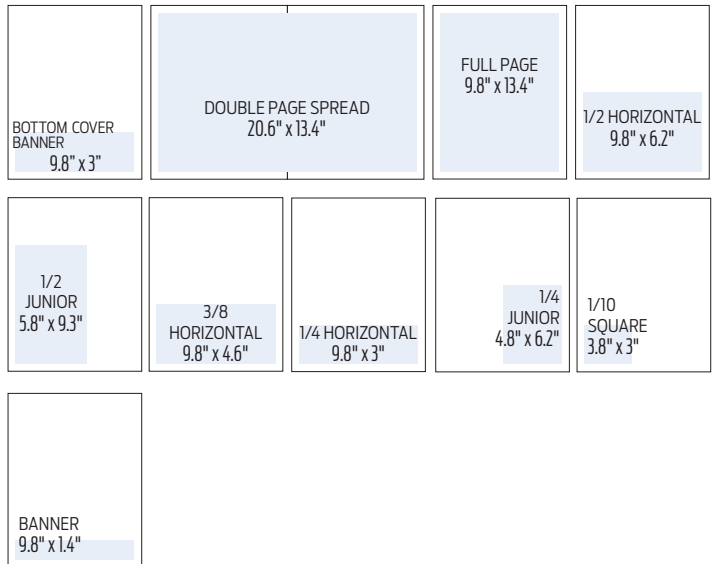 BOTTOM COVER
BANNER
9.8” x 3"
DOUBLE PAGE SPREAD
20.6" x 13.4"
FULL PAGE
9.8" x 13.4"
1/2 HORIZONTAL
9.8" x 6.2"
1/2
JUNIOR
5.8" x 9.3"
3/8
HORIZONTAL
9.8" x 4.6"
1/4 HORIZONTAL
9.8" x 3"
1/4
JUNIOR
4.8" x 6.2"
1/10
SQUARE
3.8" x 3"
BANNER
9.8" x 1.4"